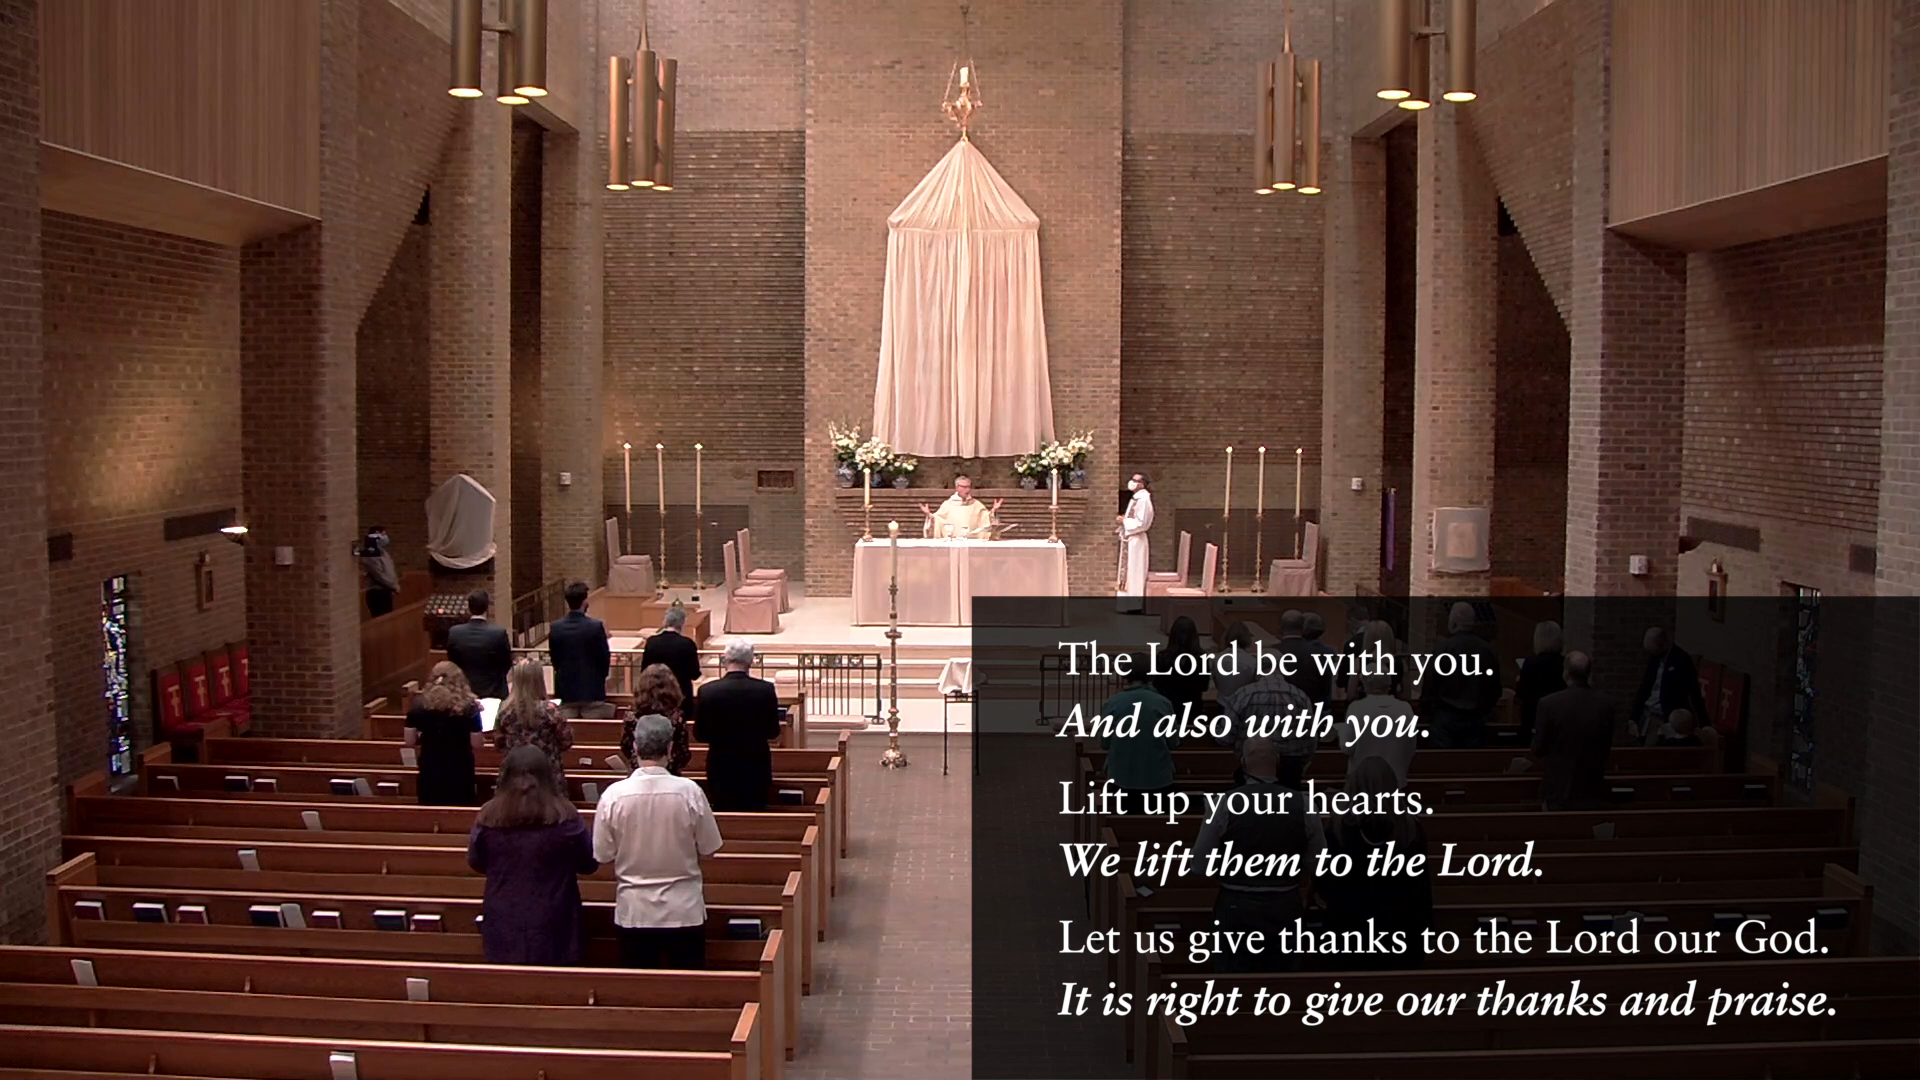 The Lord be with you.
And also with you.
Lift up your hearts.
We lift them to the Lord.
Let us give thanks to the Lord our God.
It is right to give our thanks and praise.